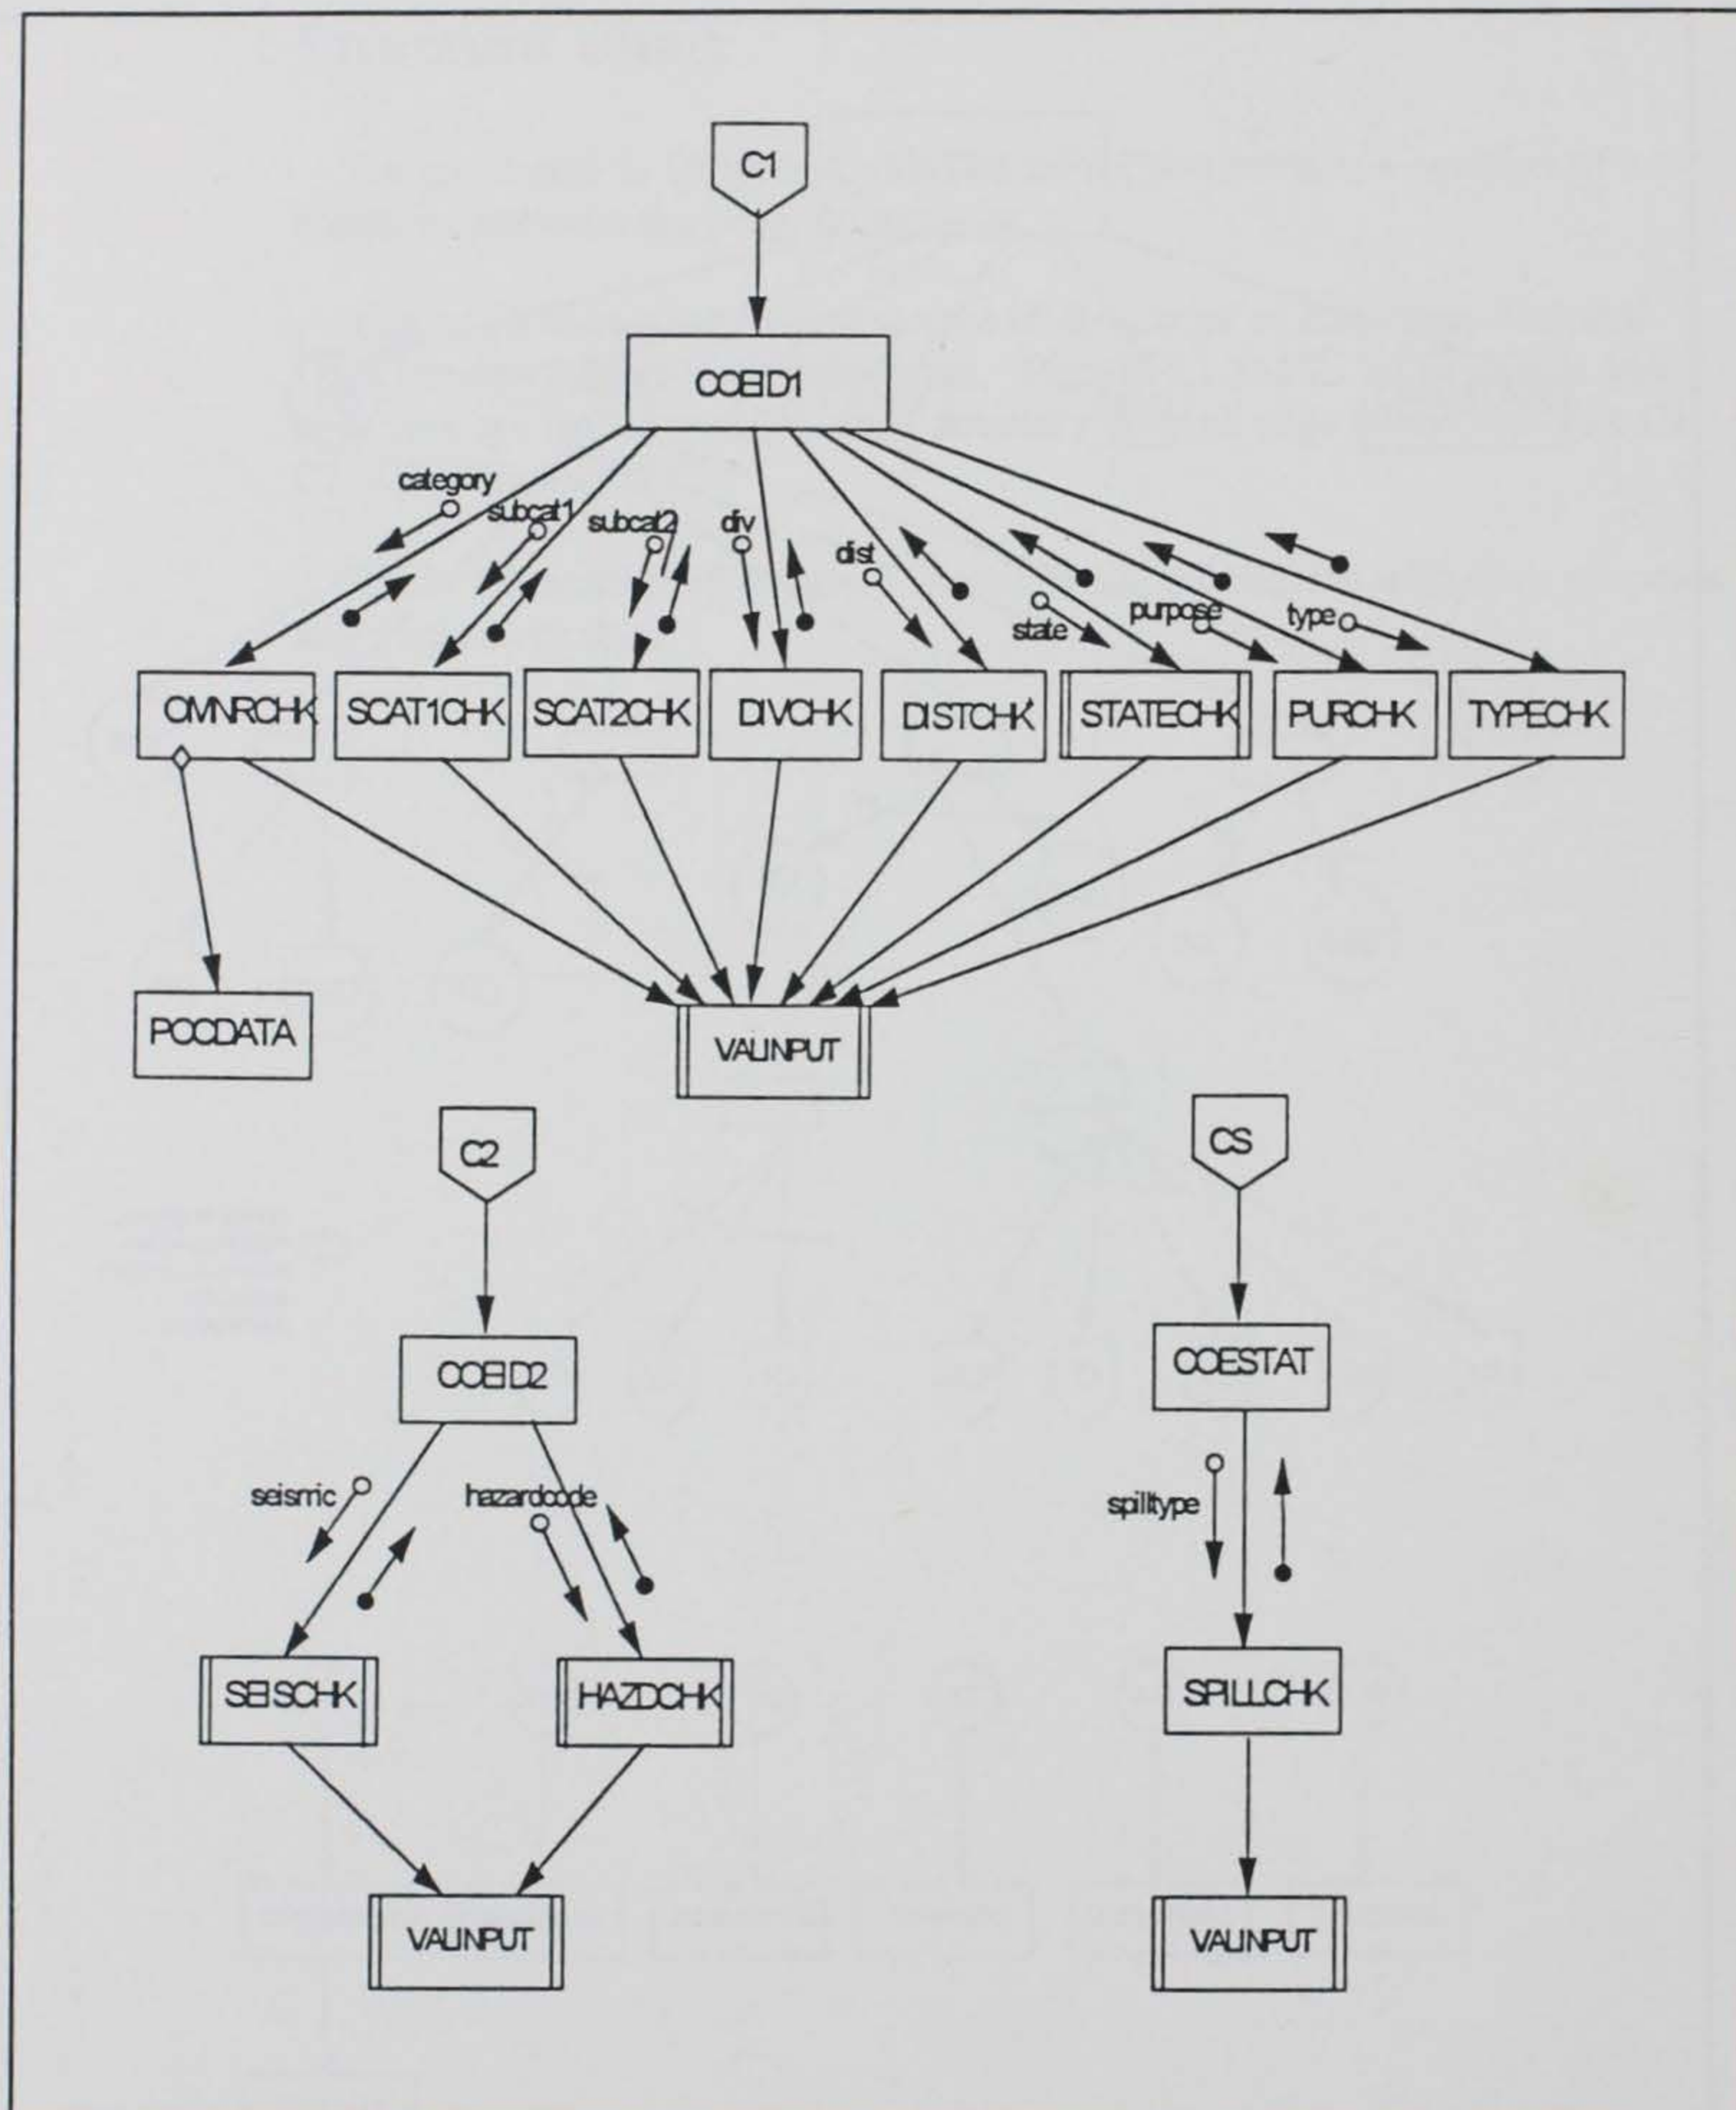 C1
COEID1
category
subcat1
subcat2
div
dist
state
purpose
type
OWNRCHK
SCAT1CHK
SCAT2CHK
DIVCHK
DISTCHK
STATECHK
PURCHK
TYPECHK
POCDATA
VALINPUT
C2
CS
COEID2
COESTAT
seismic
hazardcode
spilltype
SEISCHK
HAZDCHK
SPILLCHK
VALINPUT
VALINPUT